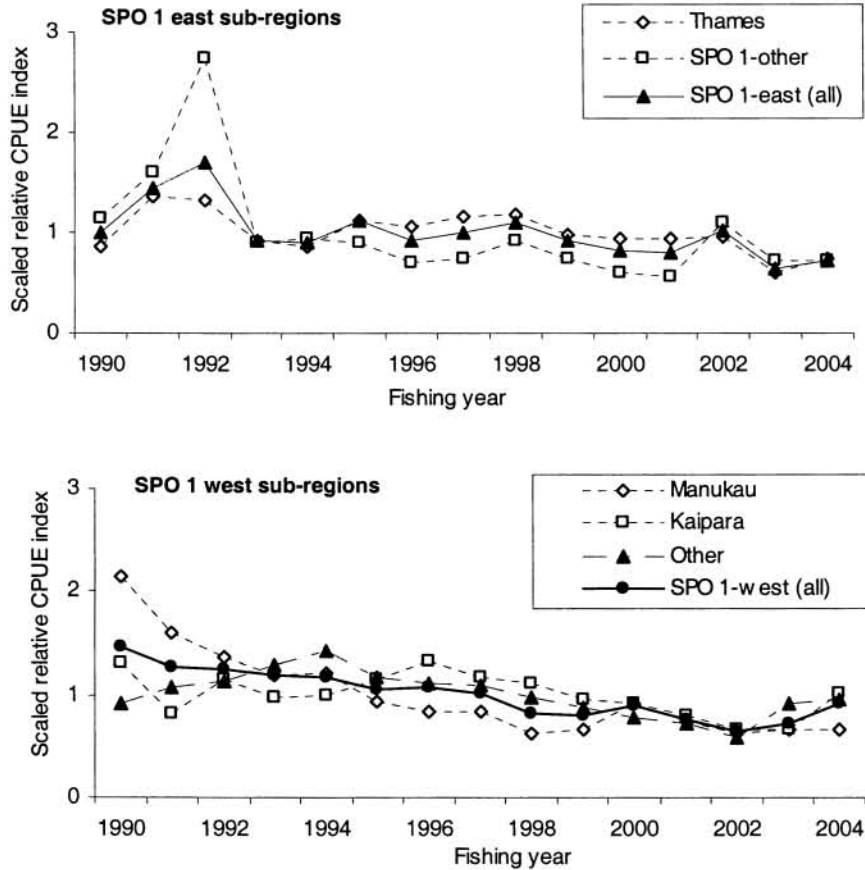 SPO 1 east sub-regions
Thames
SPO 1-other
SPO 1-east (all)
Scaled relative CPUE index
3
2
1
0
1990 1992 1994 1996 1998 2000 2002 2004
Fishing year
SPO 1 west sub-regions
Manukau
Kaipara
Other
SPO 1-west (all)
Scaled relative CPUE index
3
2
1
0
1990 1992 1994 1996 1998 2000 2002 2004
Fishing year